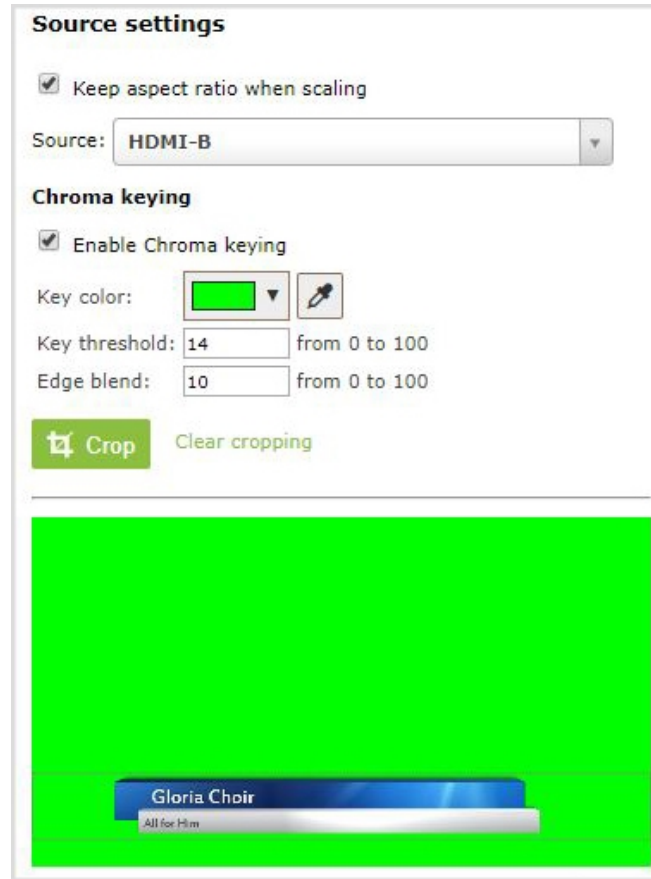 Source settings
Keep aspect ratio when scaling
Source: HDMI-B
Chroma keying
Enable Chroma keying
Key color:
Key threshold: 14 from 0 to 100
Edge blend: 10 from 0 to 100
Crop Clear cropping
Gloria Choir
All for Him